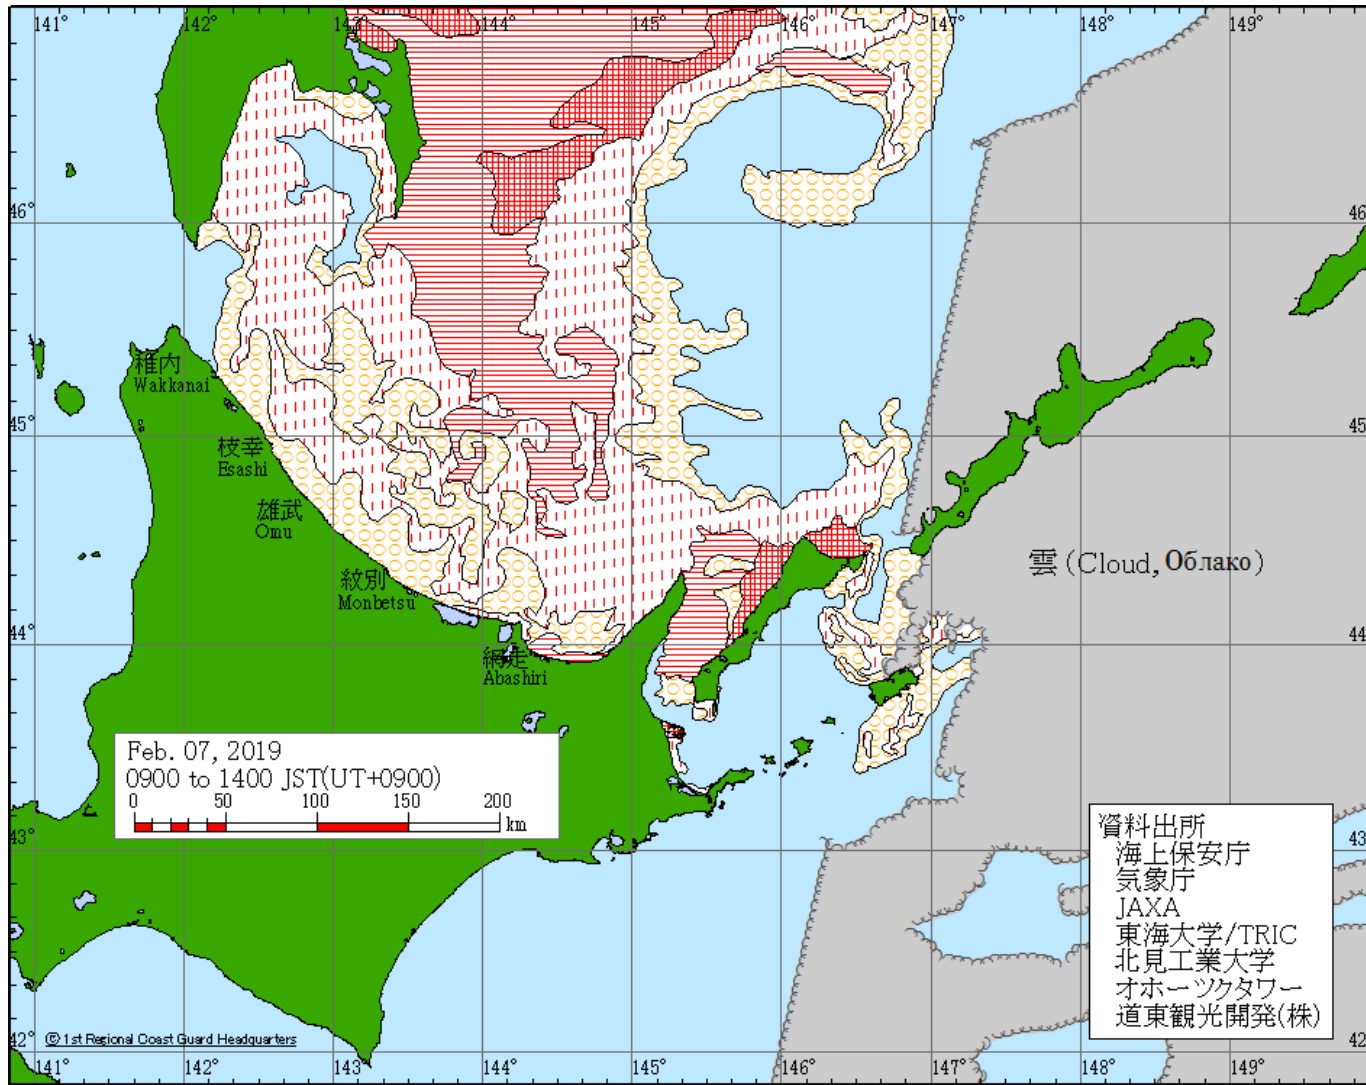 141° 142° 143° 144° 145° 146° 147° 148° 149°
46° 46
稚内
Wakkanai
45° 45
枝幸
Esashi
雄武
Omu
雲(Cloud, Облако)
紋別
Monbetsu
44° 44
網走
Abashiri
Feb. 07, 2019
0900 to 1400 JST(UT+0900)
0 50 100 150 200
km
43° 43
資料出所
海上保安庁
気象庁
JAXA
東海大学/TRIC
北見工業大学
オホーツクタワー
道東観光開発(株)
42° 42
© 1st Regional Coast Guard Headquarters
141° 142° 143° 144° 145° 146° 147° 148° 149°